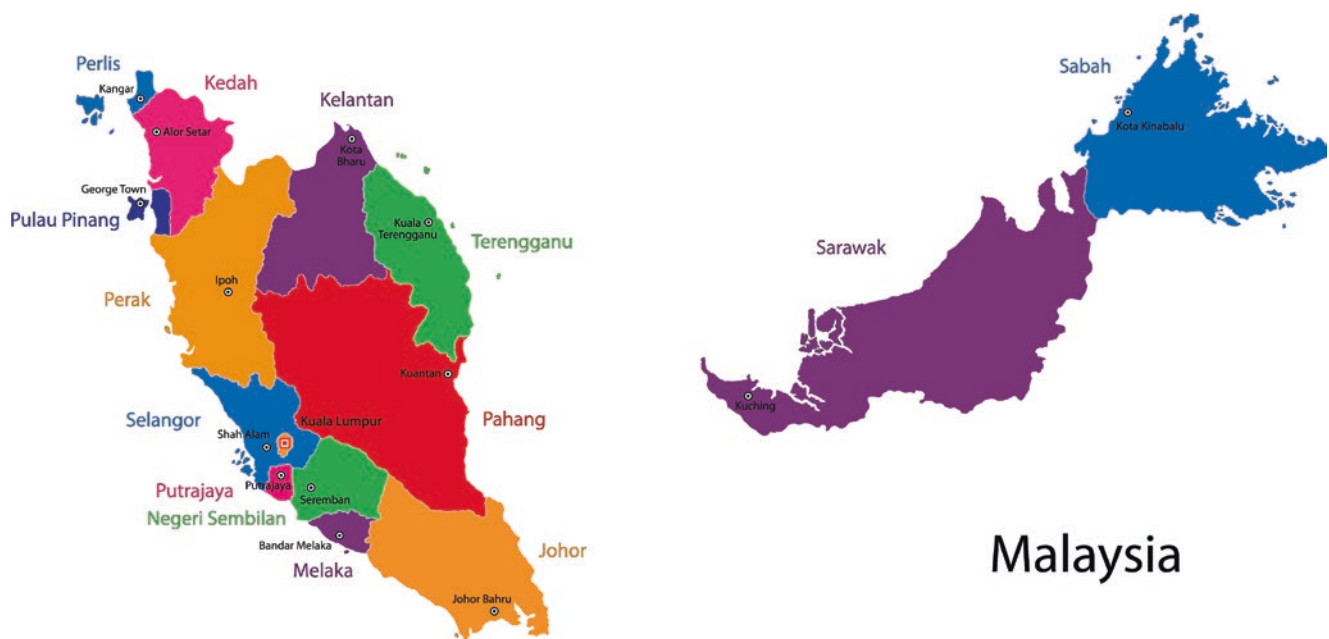 Perlis
Kangar
Kedah
Alor Setar
Kelantan
Kota
Bharu
George Town
Pulau Pinang
Kuala
Terengganu
Terengganu
Ipoh
Perak
Kuantan
Pahang
Selangor
Kuala Lumpur
Shah Alam
Putrajaya
Putrajaya
Seremban
Negeri Sembilan
Bandar Melaka
Melaka
Johor
Johor Bahru
Sabah
Kota Kinabalu
Sarawak
Kuching
Malaysia